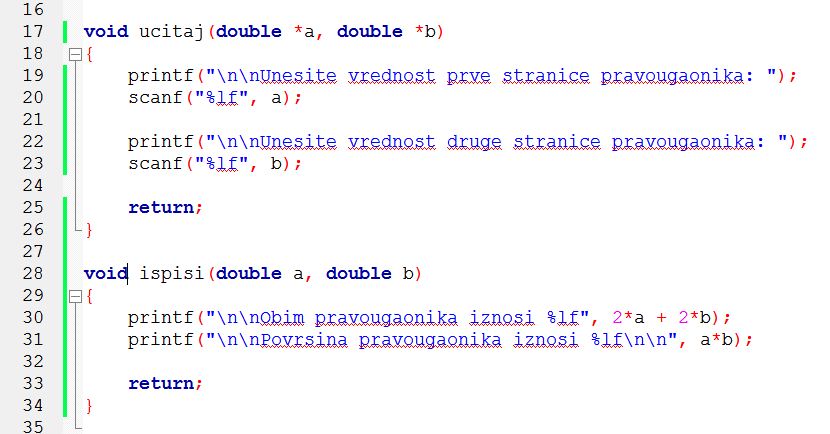 16
17 void ucitaj(double *a, double *b)
18 {
19 printf("\n\nUnesite vrednost prve stranice pravougaonika: ");
20 scanf("%lf", a);
21
22 printf("\n\nUnesite vrednost druge stranice pravougaonika: ");
23 scanf("%lf", b);
24
25 return;
26 }
27
28 void ispisi(double a, double b)
29 {
30 printf("\n\nObim pravougaonika iznosi %lf", 2*a + 2*b);
31 printf("\n\nPovrsina pravougaonika iznosi %lf\n\n", a*b);
32
33 return;
34 }
35